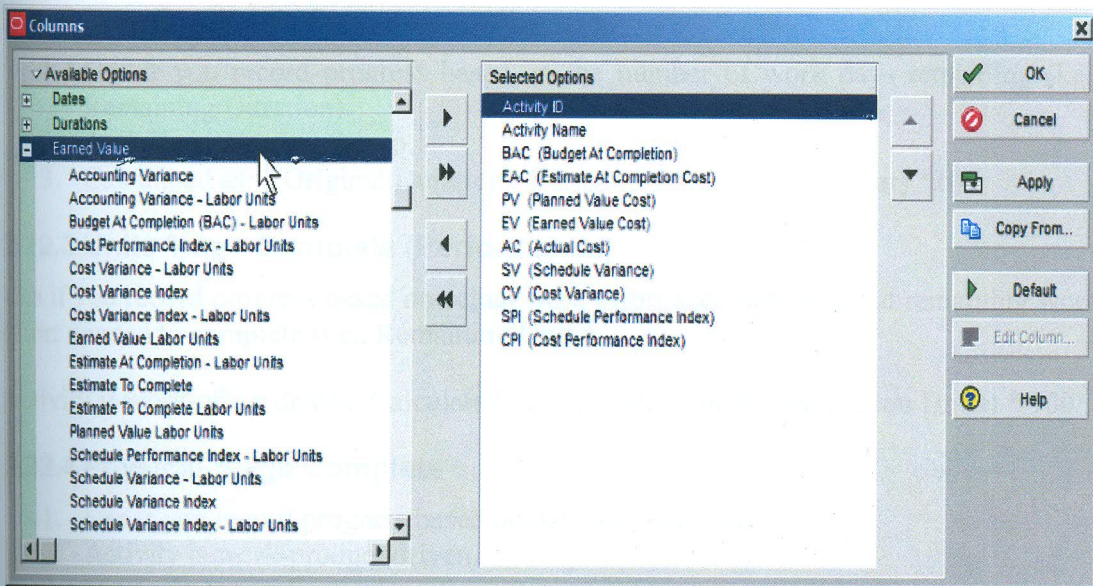 Columns
Available Options
Dates
Durations
Earned Value
Accounting Variance
Accounting Variance - Labor Units
Budget At Completion (BAC) - Labor Units
Cost Performance Index - Labor Units
Cost Variance - Labor Units
Cost Variance Index
Cost Variance Index - Labor Units
Earned Value Labor Units
Estimate At Completion - Labor Units
Estimate To Complete
Estimate To Complete Labor Units
Planned Value Labor Units
Schedule Performance Index - Labor Units
Schedule Variance - Labor Units
Schedule Variance Index
Schedule Variance Index - Labor Units
Selected Options
Activity ID
Activity Name
BAC (Budget At Completion)
EAC (Estimate At Completion Cost)
PV (Planned Value Cost)
EV (Earned Value Cost)
AC (Actual Cost)
SV (Schedule Variance)
CV (Cost Variance)
SPI (Schedule Performance Index)
CPI (Cost Performance Index)
OK
Cancel
Apply
Copy From...
Default
Edit Column...
Help